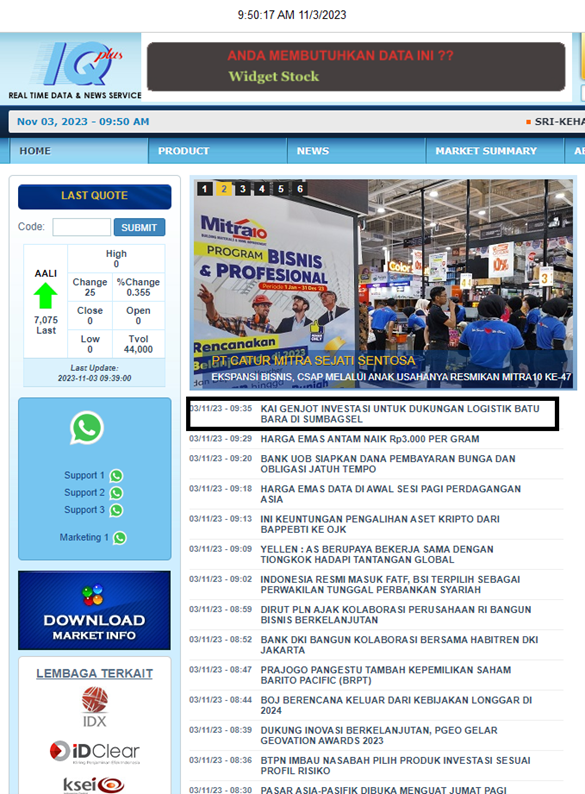 9:50:17 AM 11/3/2023
IQ plus
REAL TIME DATA & NEWS SERVICE
ANDA MEMBUTUHKAN DATA INI ??
Widget Stock
Nov 03, 2023 - 09:50 AM
SRI-KEHA
HOME
PRODUCT
NEWS
MARKET SUMMARY
LAST QUOTE
Code:
SUBMIT
AALI
7,075
Last
High
0
Change
25
%Change
0.355
Close
0
Open
0
Low
0
Tvol
44,000
Last Update:
2023-11-03 09:39:00
Support 1
Support 2
Support 3
Marketing 1
DOWNLOAD
MARKET INFO
LEMBAGA TERKAIT
IDX
iDClear
ksei
1 2 3 4 5 6
Mitra10
PROGRAM BISNIS
& PROFESIONAL
Periode 1 Jan - 31 Des '23
Rencanakan
PT CATUR MITRA SEJATI SENTOSA
EKSPANSI BISNIS, CSAP MELALUI ANAK USAHANYA RESMIKAN MITRA10 KE-47
03/11/23 - 09:35 KAI GENJOT INVESTASI UNTUK DUKUNGAN LOGISTIK BATU
BARA DI SUMBAGSEL
03/11/23 - 09:29 HARGA EMAS ANTAM NAIK Rp3.000 PER GRAM
03/11/23 - 09:20 BANK UOB SIAPKAN DANA PEMBAYARAN BUNGA DAN
OBLIGASI JATUH TEMPO
03/11/23 - 09:18 HARGA EMAS DATA DI AWAL SESI PAGI PERDAGANGAN
ASIA
03/11/23 - 09:13 INI KEUNTUNGAN PENGALIHAN ASET KRIPTO DARI
BAPPEBTI KE OJK
03/11/23 - 09:09 YELLEN : AS BERUPAYA BEKERJA SAMA DENGAN
TIONGKOK HADAPI TANTANGAN GLOBAL
03/11/23 - 09:02 INDONESIA RESMI MASUK FATF, BSI TERPILIH SEBAGAI
PERWAKILAN TUNGGAL PERBANKAN SYARIAH
03/11/23 - 08:59 DIRUT PLN AJAK KOLABORASI PERUSAHAAN RI BANGUN
BISNIS BERKELANJUTAN
03/11/23 - 08:52 BANK DKI BANGUN KOLABORASI BERSAMA HABITREN DKI
JAKARTA
03/11/23 - 08:47 PRAJOGO PANGESTU TAMBAH KEPEMILIKAN SAHAM
BARITO PACIFIC (BRPT)
03/11/23 - 08:44 BOJ BERENCANA KELUAR DARI KEBIJAKAN LONGGAR DI
2024
03/11/23 - 08:39 DUKUNG INOVASI BERKELANJUTAN, PGEO GELAR
GEOVATION AWARDS 2023
03/11/23 - 08:36 BTPN IMBAU NASABAH PILIH PRODUK INVESTASI SESUAI
PROFIL RISIKO
03/11/23 - 08:30 PASAR ASIA-PASIFIK DIBUKA MENGUAT JUMAT PAGI